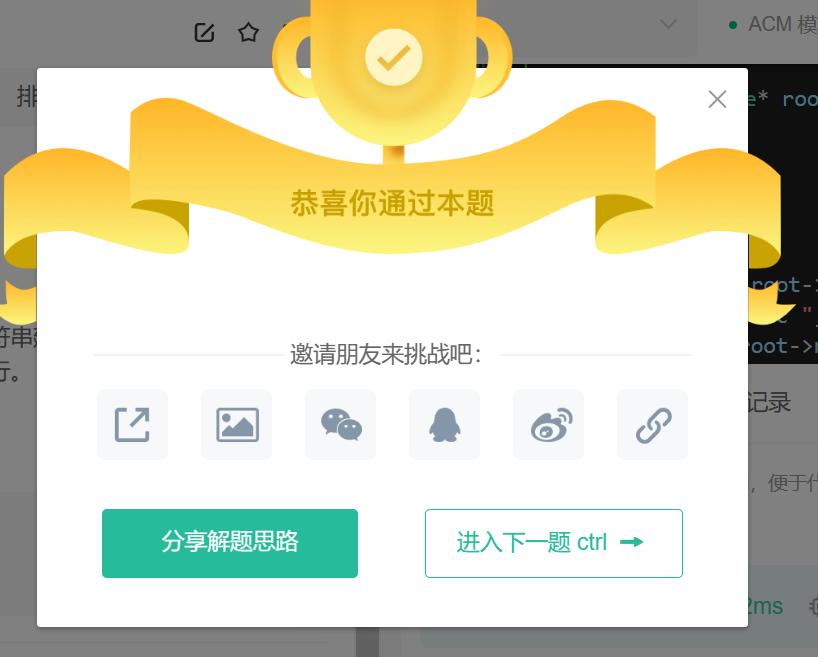 ACM 模
排
e* roo
恭喜你通过本题
root->
"_
root->r
符串
行。
邀请朋友来挑战吧：
记录
，便于代
分享解题思路
进入下一题 ctrl
2ms